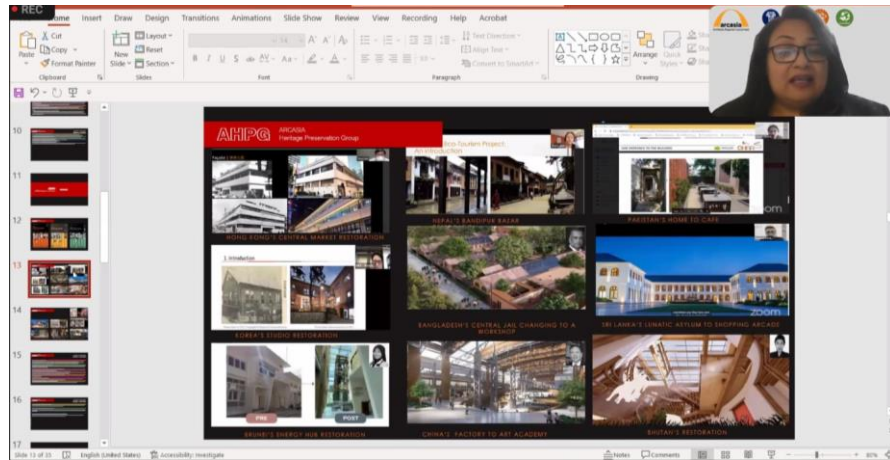 REC
Home Insert Draw Design Transitions Animations Slide Show Review View Recording Help Acrobat
arcasia
Paste
Cut
Copy
Format Painter
Clipboard
New
Slide
Layout
Reset
Section
Slides
Font
Text Direction
Align Text
Convert to SmartArt
Paragraph
Arrange
Quick
Styles
Drawing
10
11
12
13
14
15
16
17
AHPG
ARCASIA
Heritage Preservation Group
HONG KONG'S CENTRAL MARKET RESTORATION
An Introduction
NEPAL'S BANDIPUR BAZAR
zoom
PAKISTAN'S HOME TO CAFE
Introduction
KOREA'S STUDIO RESTORATION
BANGLADESH'S CENTRAL JAIL CHANGING TO A
WORKSHOP
zoom
SRI LANKA'S LUNATIC ASYLUM TO SHOPPING ARCADE
PRE
POST
BRUNEI'S ENERGY HUB RESTORATION
CHINA'S FACTORY TO ART ACADEMY
BHUTAN'S RESTORATION
Slide 13 of 33
English (United States)
Accessibility: Investigate
Notes
Comments
80%